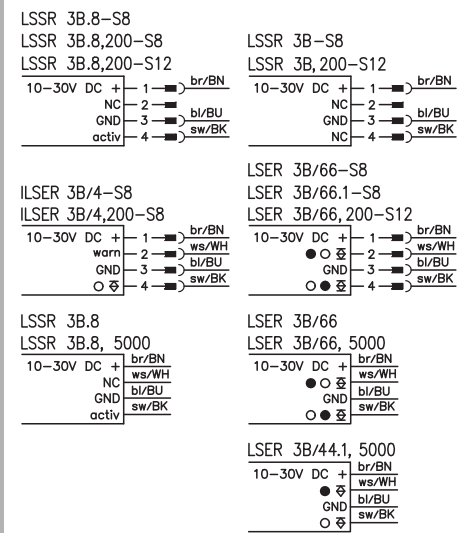 LSSR 3B.8-S8
LSSR 3B.8,200-S8
LSSR 3B.8,200-S12
10-30V DC + 1 br/BN
NC 2
GND 3 bl/BU
activ 4 sw/BK
LSSR 3B-S8
LSSR 3B,200-S12
10-30V DC + 1 br/BN
NC 2
GND 3 bl/BU
NC 4 sw/BK
ILSER 3B/4-S8
ILSER 3B/4,200-S8
10-30V DC + 1 br/BN
warn 2 ws/WH
GND 3 bl/BU
4 sw/BK
LSER 3B/66-S8
LSER 3B/66.1-S8
LSER 3B/66,200-S12
10-30V DC + 1 br/BN
2 ws/WH
GND 3 bl/BU
4 sw/BK
LSSR 3B.8
LSSR 3B.8, 5000
10-30V DC + br/BN
NC ws/WH
GND bl/BU
activ sw/BK
LSER 3B/66
LSER 3B/66, 5000
10-30V DC + br/BN
ws/WH
GND bl/BU
sw/BK
LSER 3B/44.1, 5000
10-30V DC + br/BN
ws/WH
GND bl/BU
sw/BK